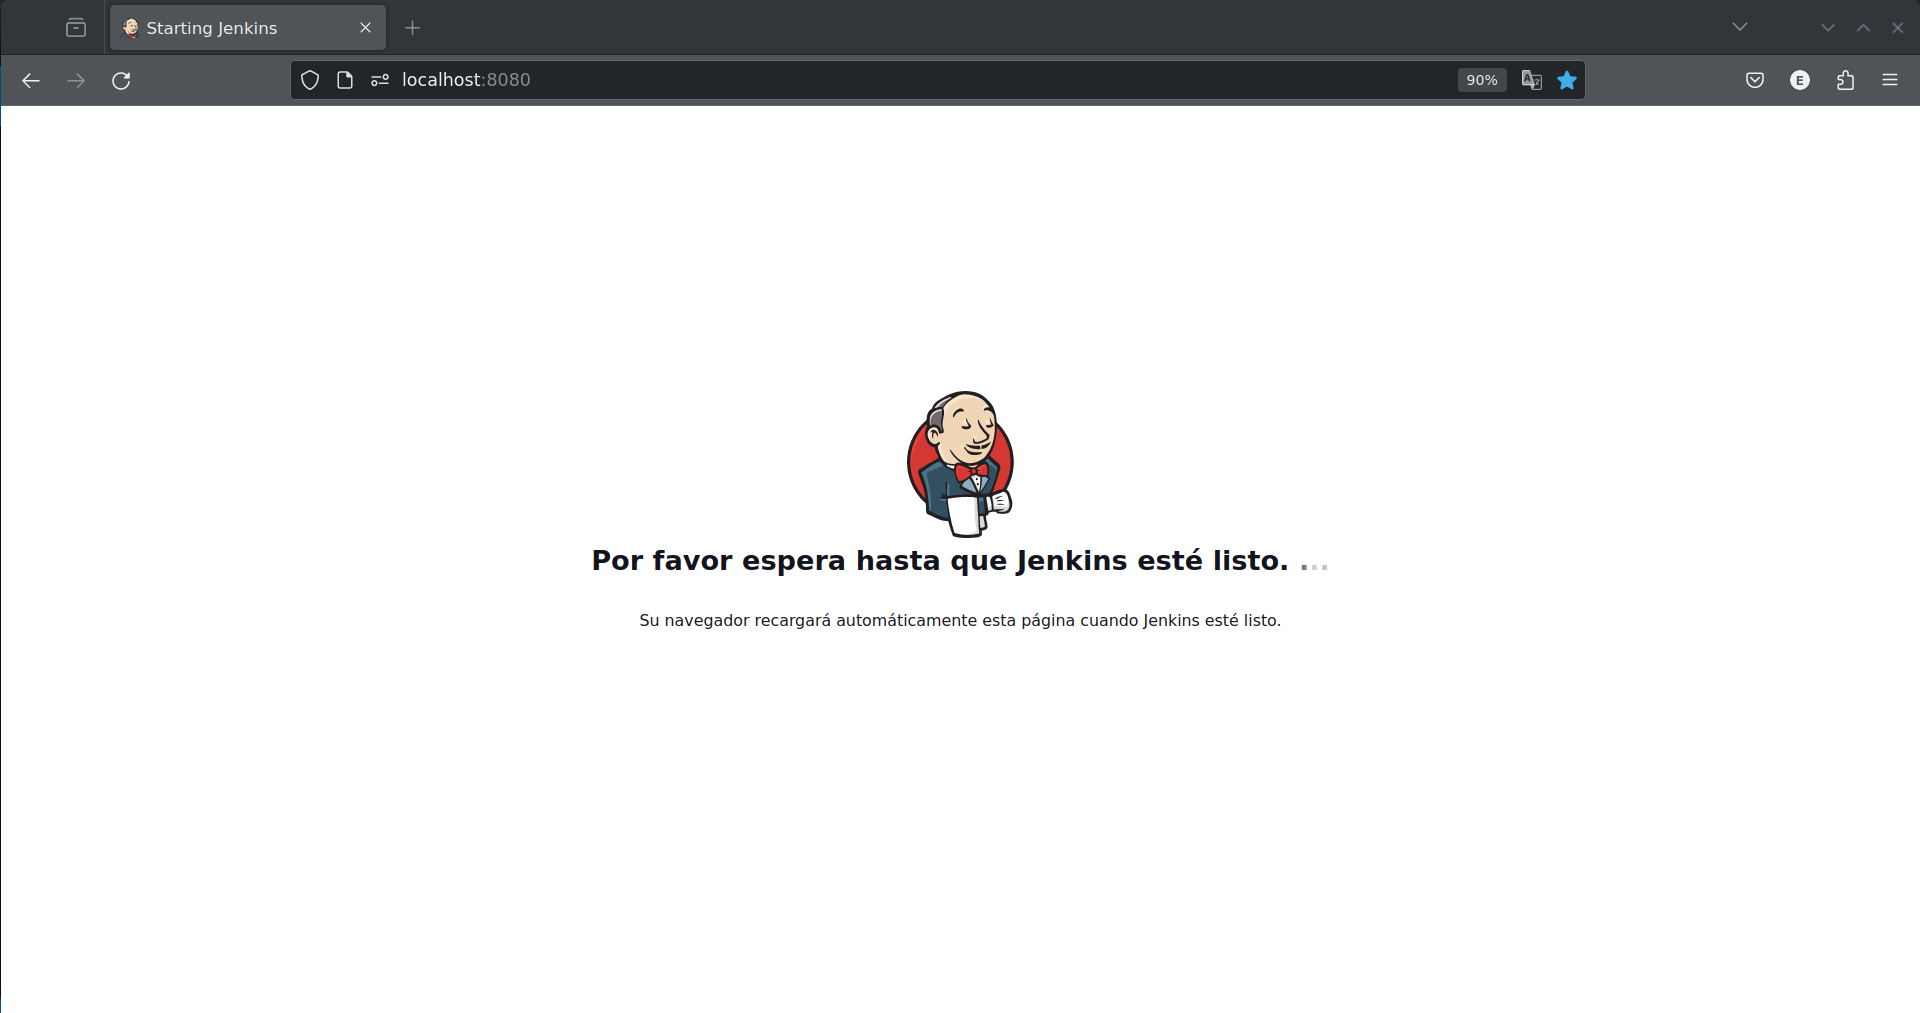 Starting Jenkins
localhost:8080
90%
E
Por favor espera hasta que Jenkins esté listo. ...
Su navegador recargará automáticamente esta página cuando Jenkins esté listo.